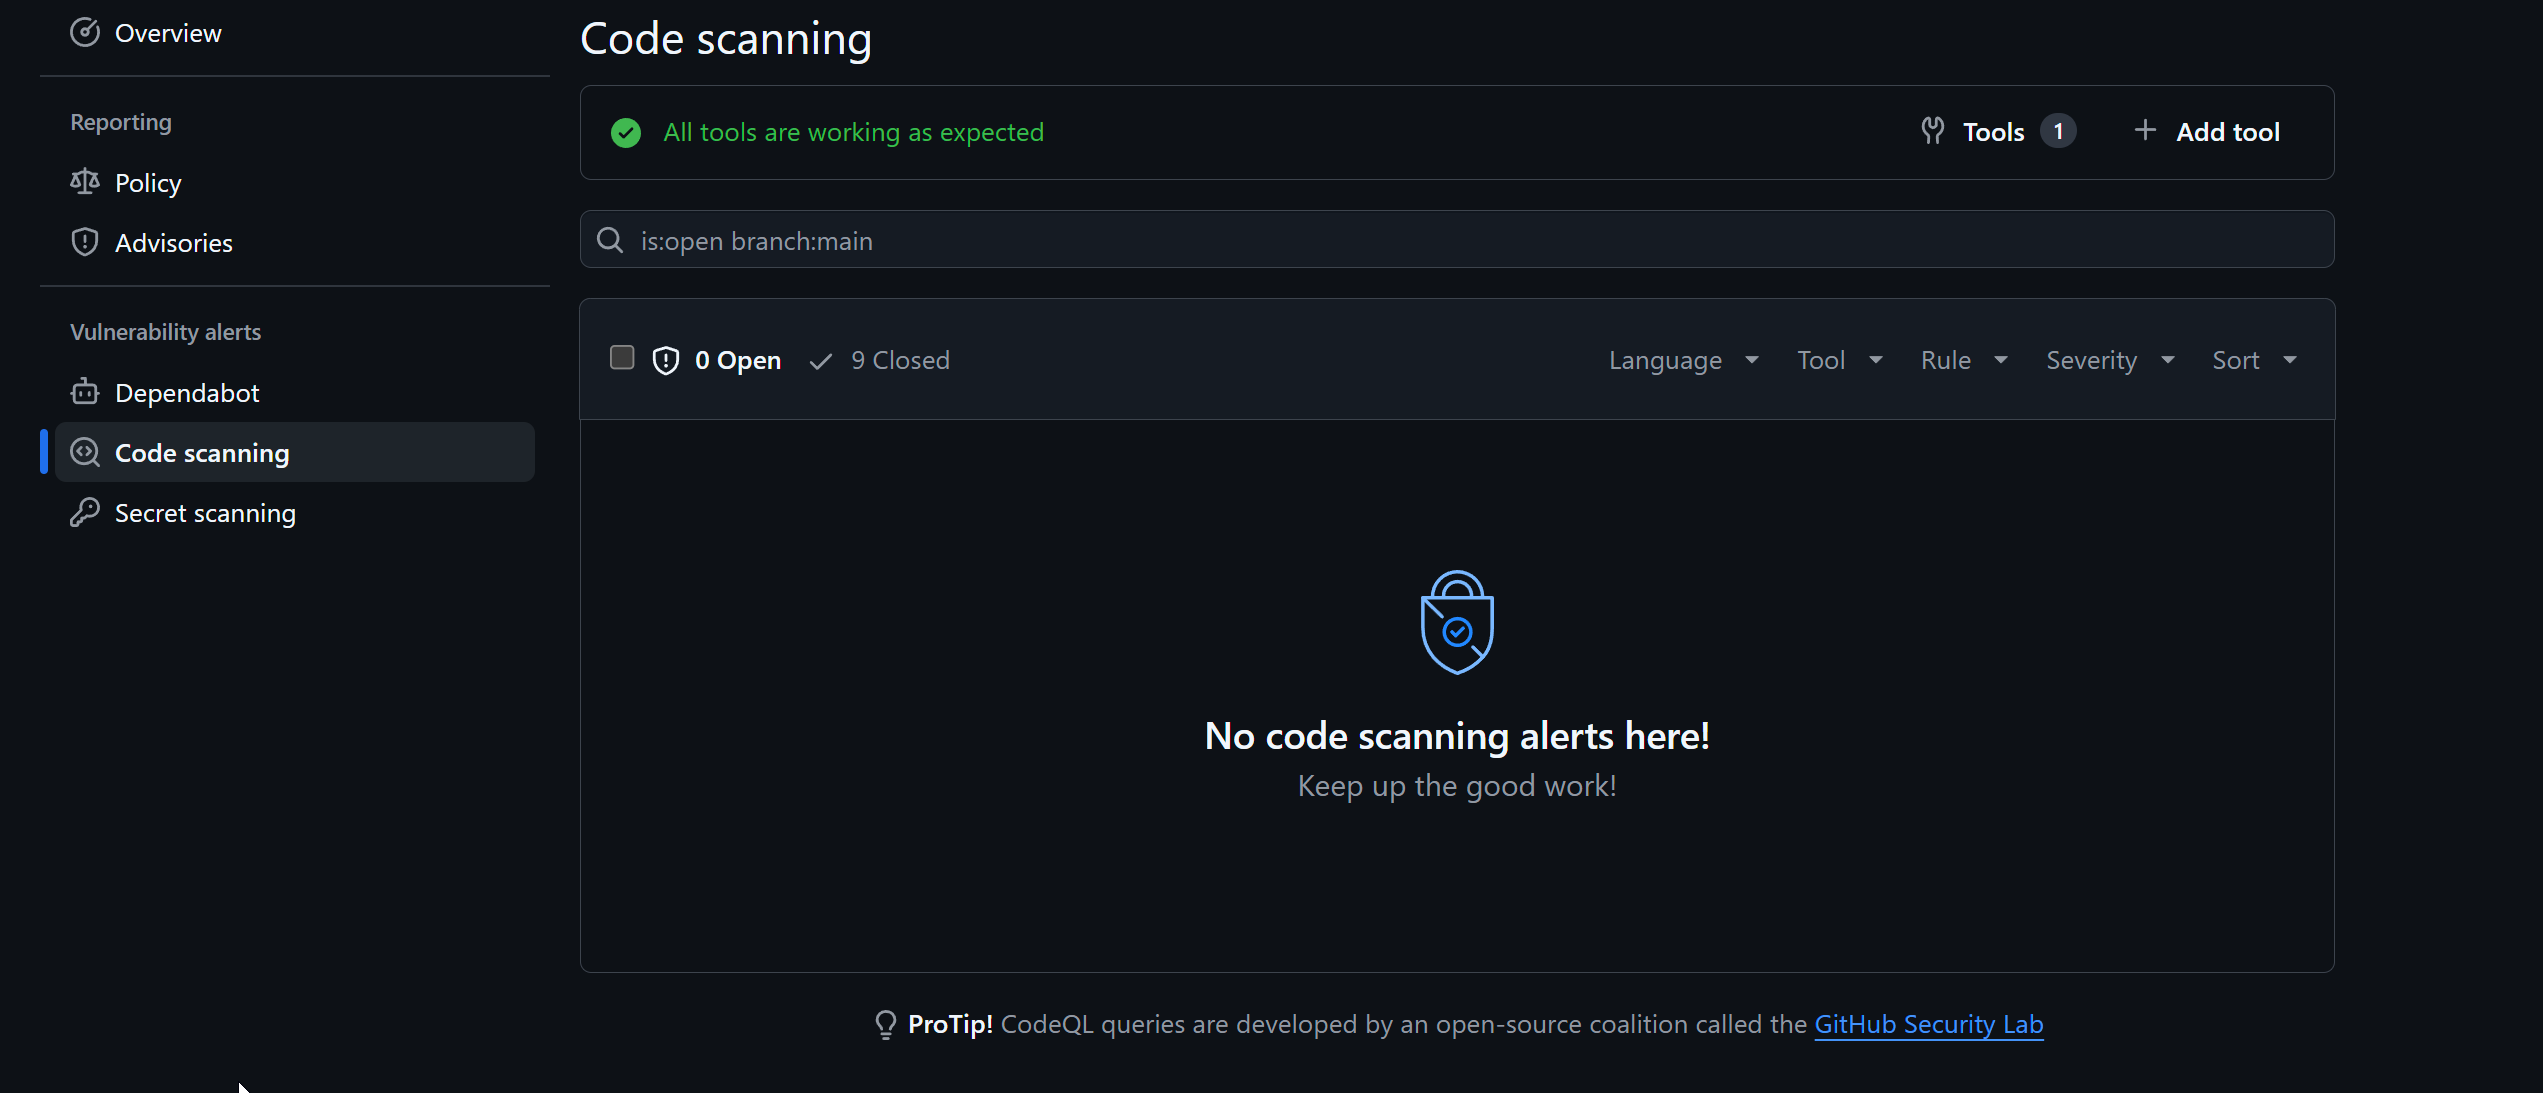 Overview
Reporting
Policy
Advisories
Vulnerability alerts
Dependabot
Code scanning
Secret scanning
Code scanning
All tools are working as expected
Tools 1 Add tool
is:open branch:main
0 Open 9 Closed Language Tool Rule Severity Sort
No code scanning alerts here!
Keep up the good work!
ProTip! CodeQL queries are developed by an open-source coalition called the GitHub Security Lab